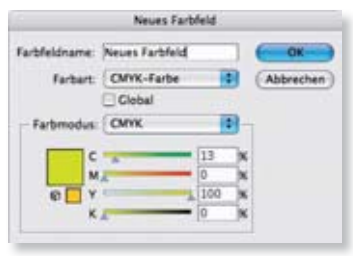 Neues Farbfeld
Farbfeldname: Neues Farbfeld OK
Farbart: CMYK-Farbe Abbrechen
Global
Farbmodus: CMYK
C 13 %
M 0 %
Y 100 %
K 0 %